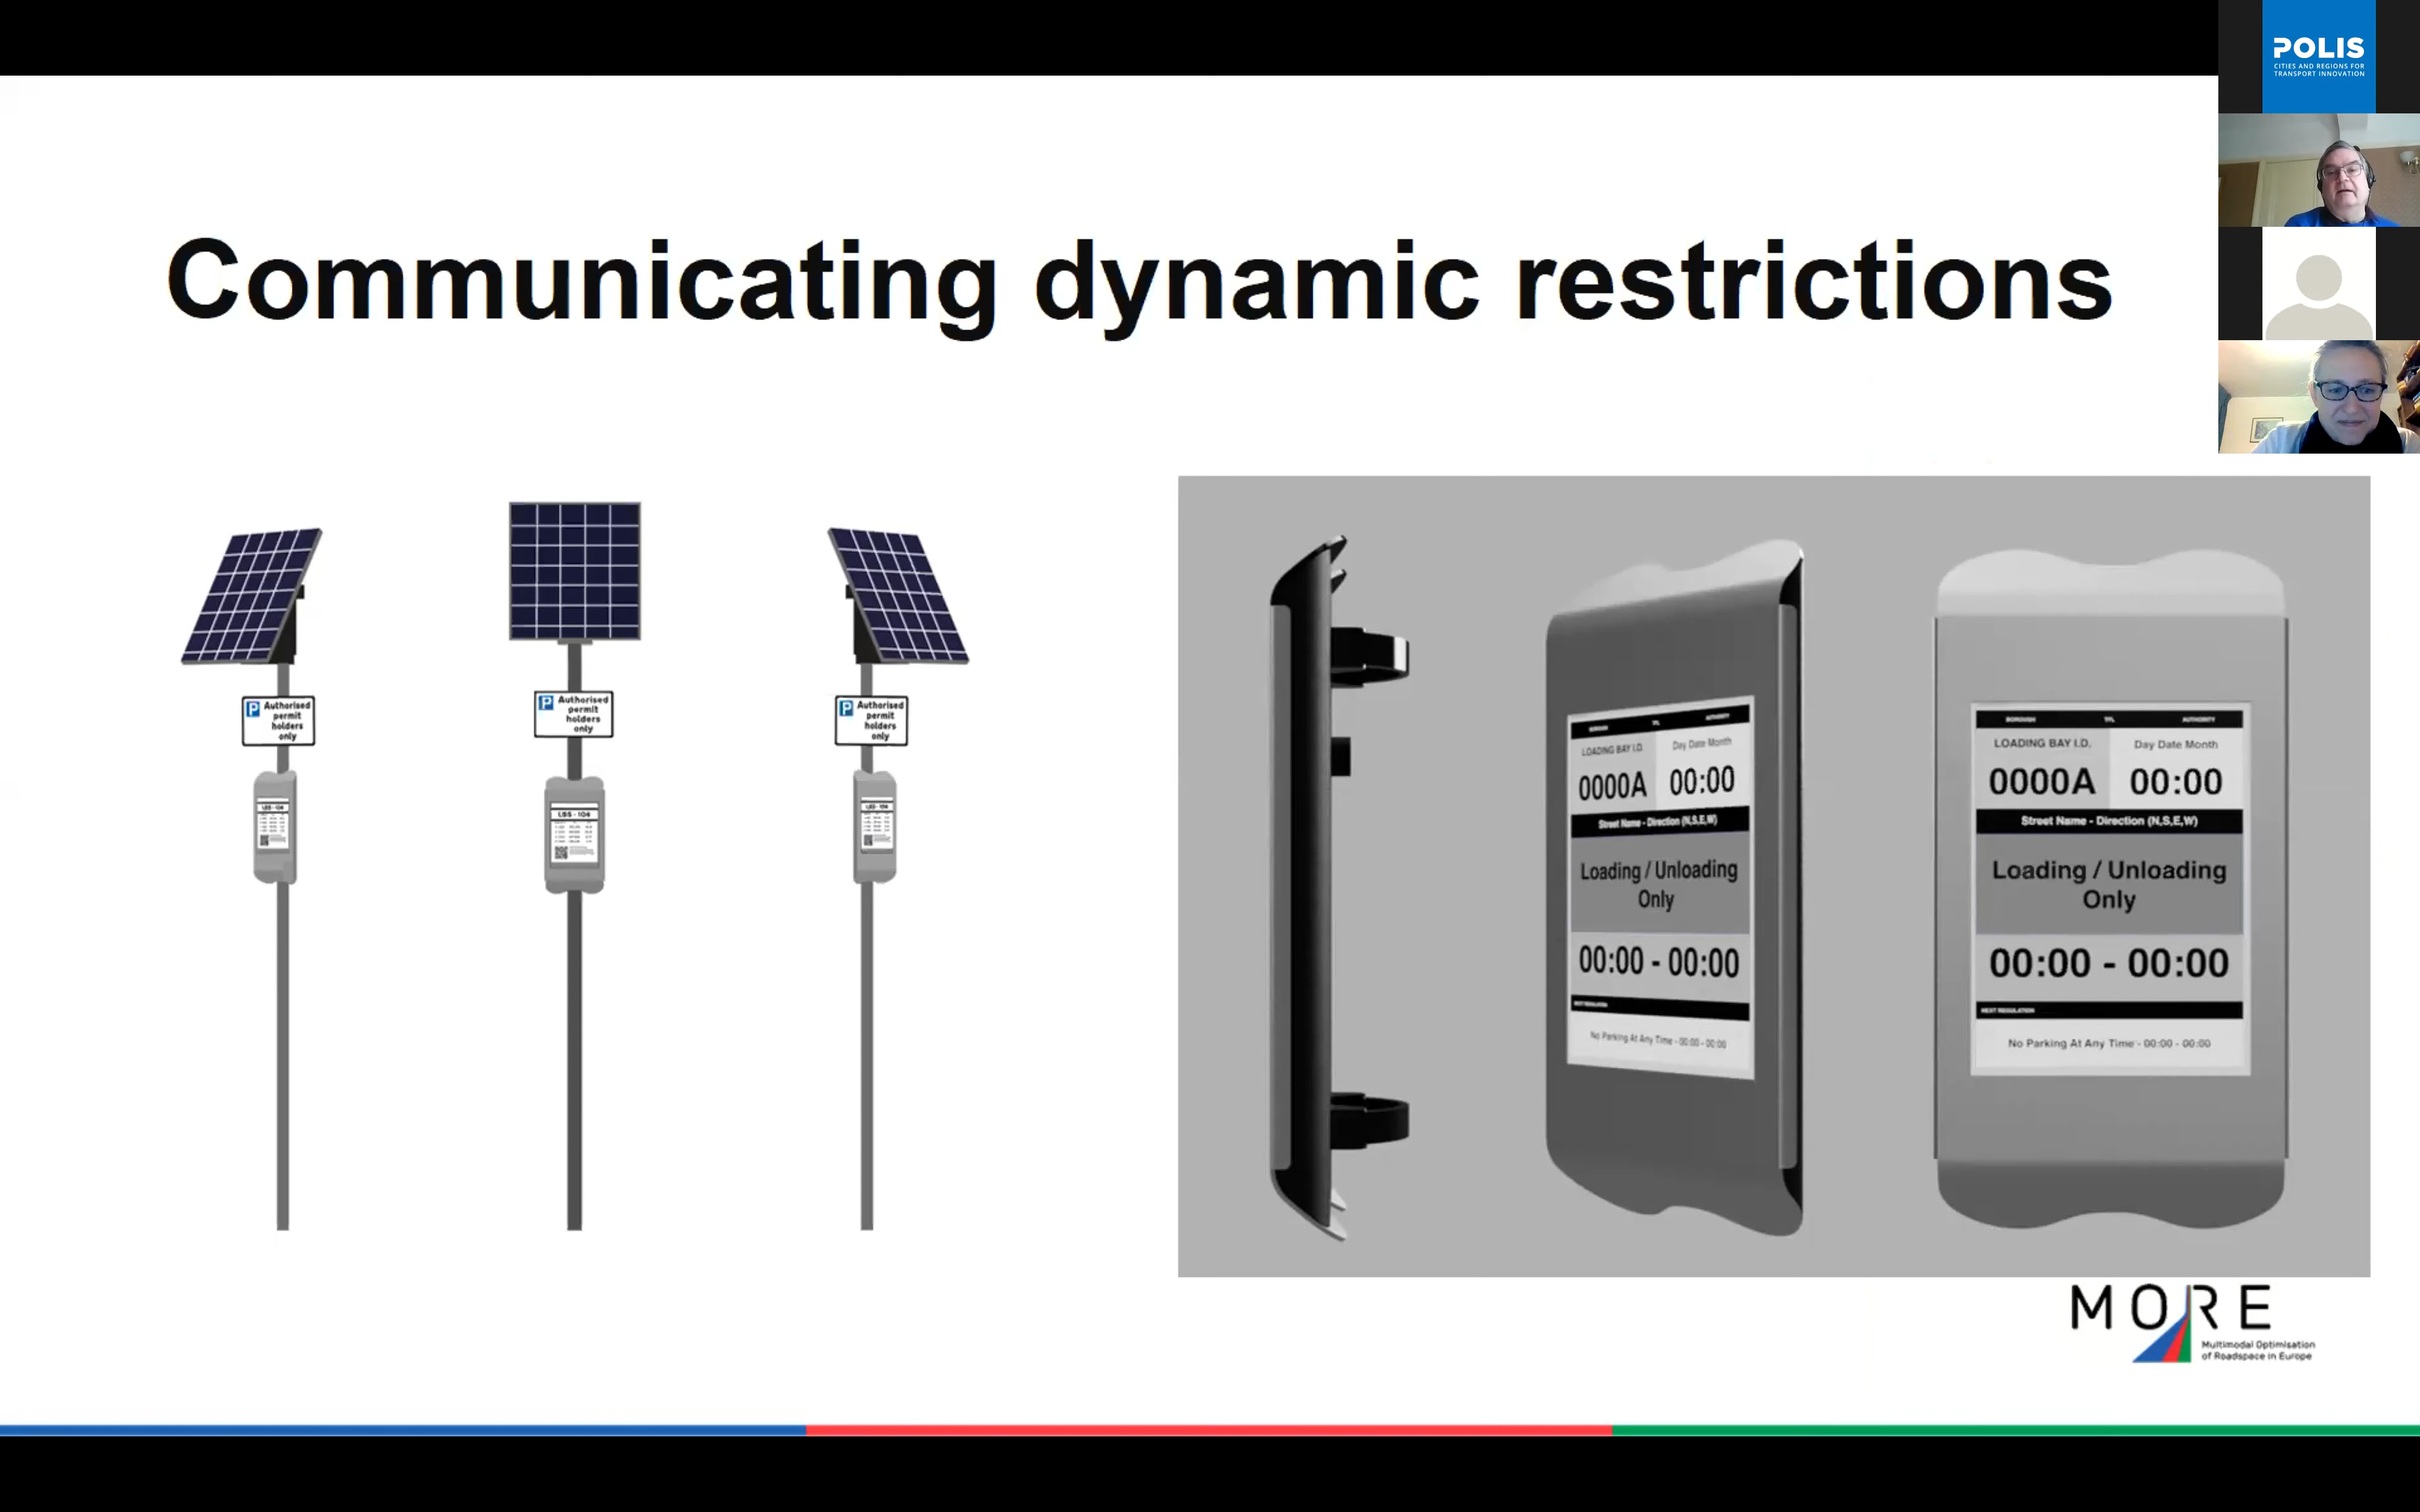 POLIS
CITIES AND REGIONS FOR
TRANSPORT INNOVATION
Communicating dynamic restrictions
P Authorised
permit
holders
only
LBS - 104
P Authorised
permit
holders
only
LBS - 104
P Authorised
permit
holders
only
LBS - 104
BOROUGH TFL AUTHORITY
LOADING BAY I.D. Day Date Month
0000A 00:00
Street Name - Direction (N,S,E,W)
Loading / Unloading
Only
00:00 - 00:00
NEXT REGULATION
No Parking At Any Time - 00:00 - 00:00
BOROUGH TFL AUTHORITY
LOADING BAY I.D. Day Date Month
0000A 00:00
Street Name - Direction (N,S,E,W)
Loading / Unloading
Only
00:00 - 00:00
NEXT REGULATION
No Parking At Any Time - 00:00 - 00:00
MORE
Multimodal Optimisation
of Roadspace in Europe